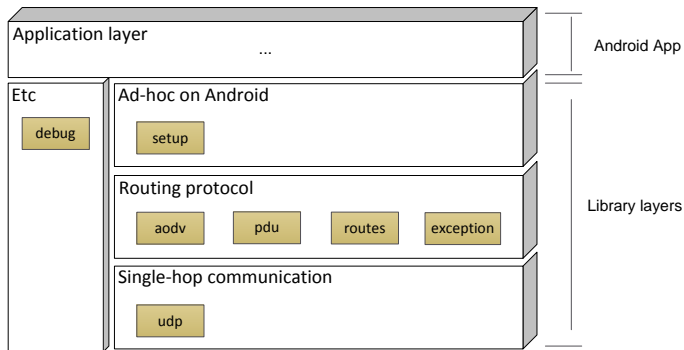 Application layer
...
Android App
Etc
debug
Ad-hoc on Android
setup
Routing protocol
aodv
pdu
routes
exception
Library layers
Single-hop communication
udp